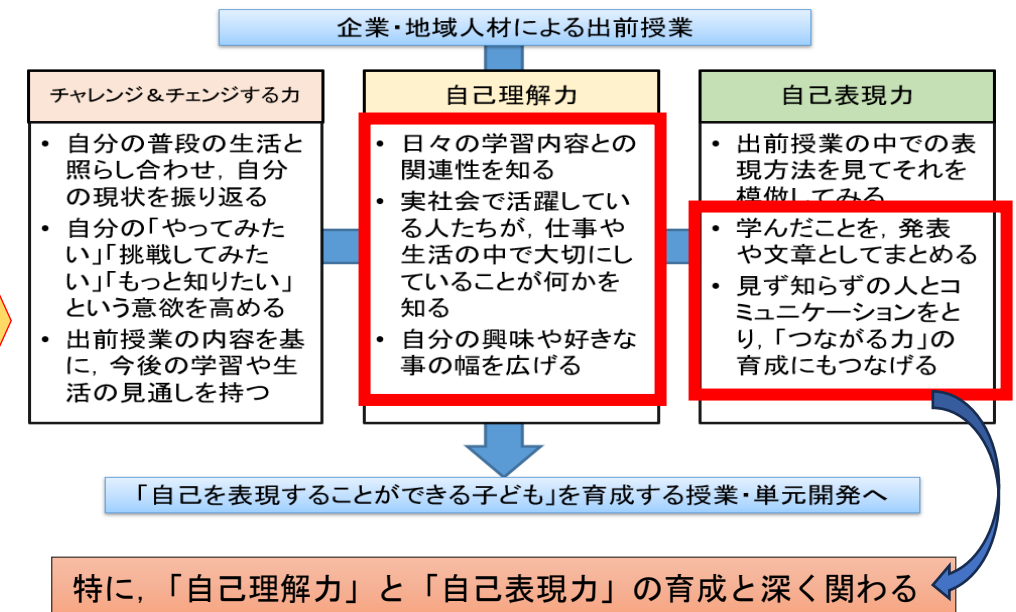 企業・地域人材による出前授業
チャレンジ＆チェンジする力
• 自分の普段の生活と
照らし合わせ，自分
の現状を振り返る
• 自分の「やってみた
い」「挑戦してみた
い」「もっと知りたい」
という意欲を高める
• 出前授業の内容を基
に，今後の学習や生
活の見通しを持つ
自己理解力
• 日々の学習内容との
関連性を知る
• 実社会で活躍してい
る人たちが，仕事や
生活の中で大切にし
ていることが何かを
知る
• 自分の興味や好きな
事の幅を広げる
自己表現力
• 出前授業の中での表
現方法を見てそれを
模倣してみる
• 学んだことを，発表
や文章としてまとめる
• 見ず知らずの人とコ
ミュニケーションをと
り，「つながる力」の
育成にもつなげる
「自己を表現することができる子ども」を育成する授業・単元開発へ
特に，「自己理解力」と「自己表現力」の育成と深く関わる